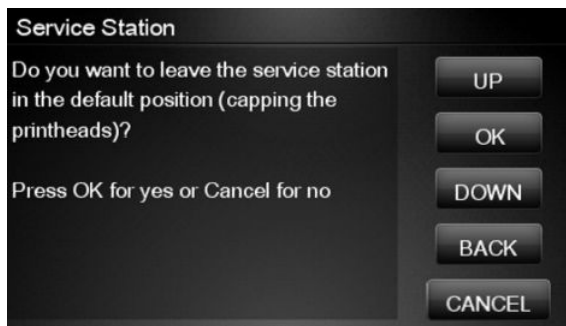 Service Station
Do you want to leave the service station
in the default position (capping the
printheads)?
Press OK for yes or Cancel for no
UP
OK
DOWN
BACK
CANCEL